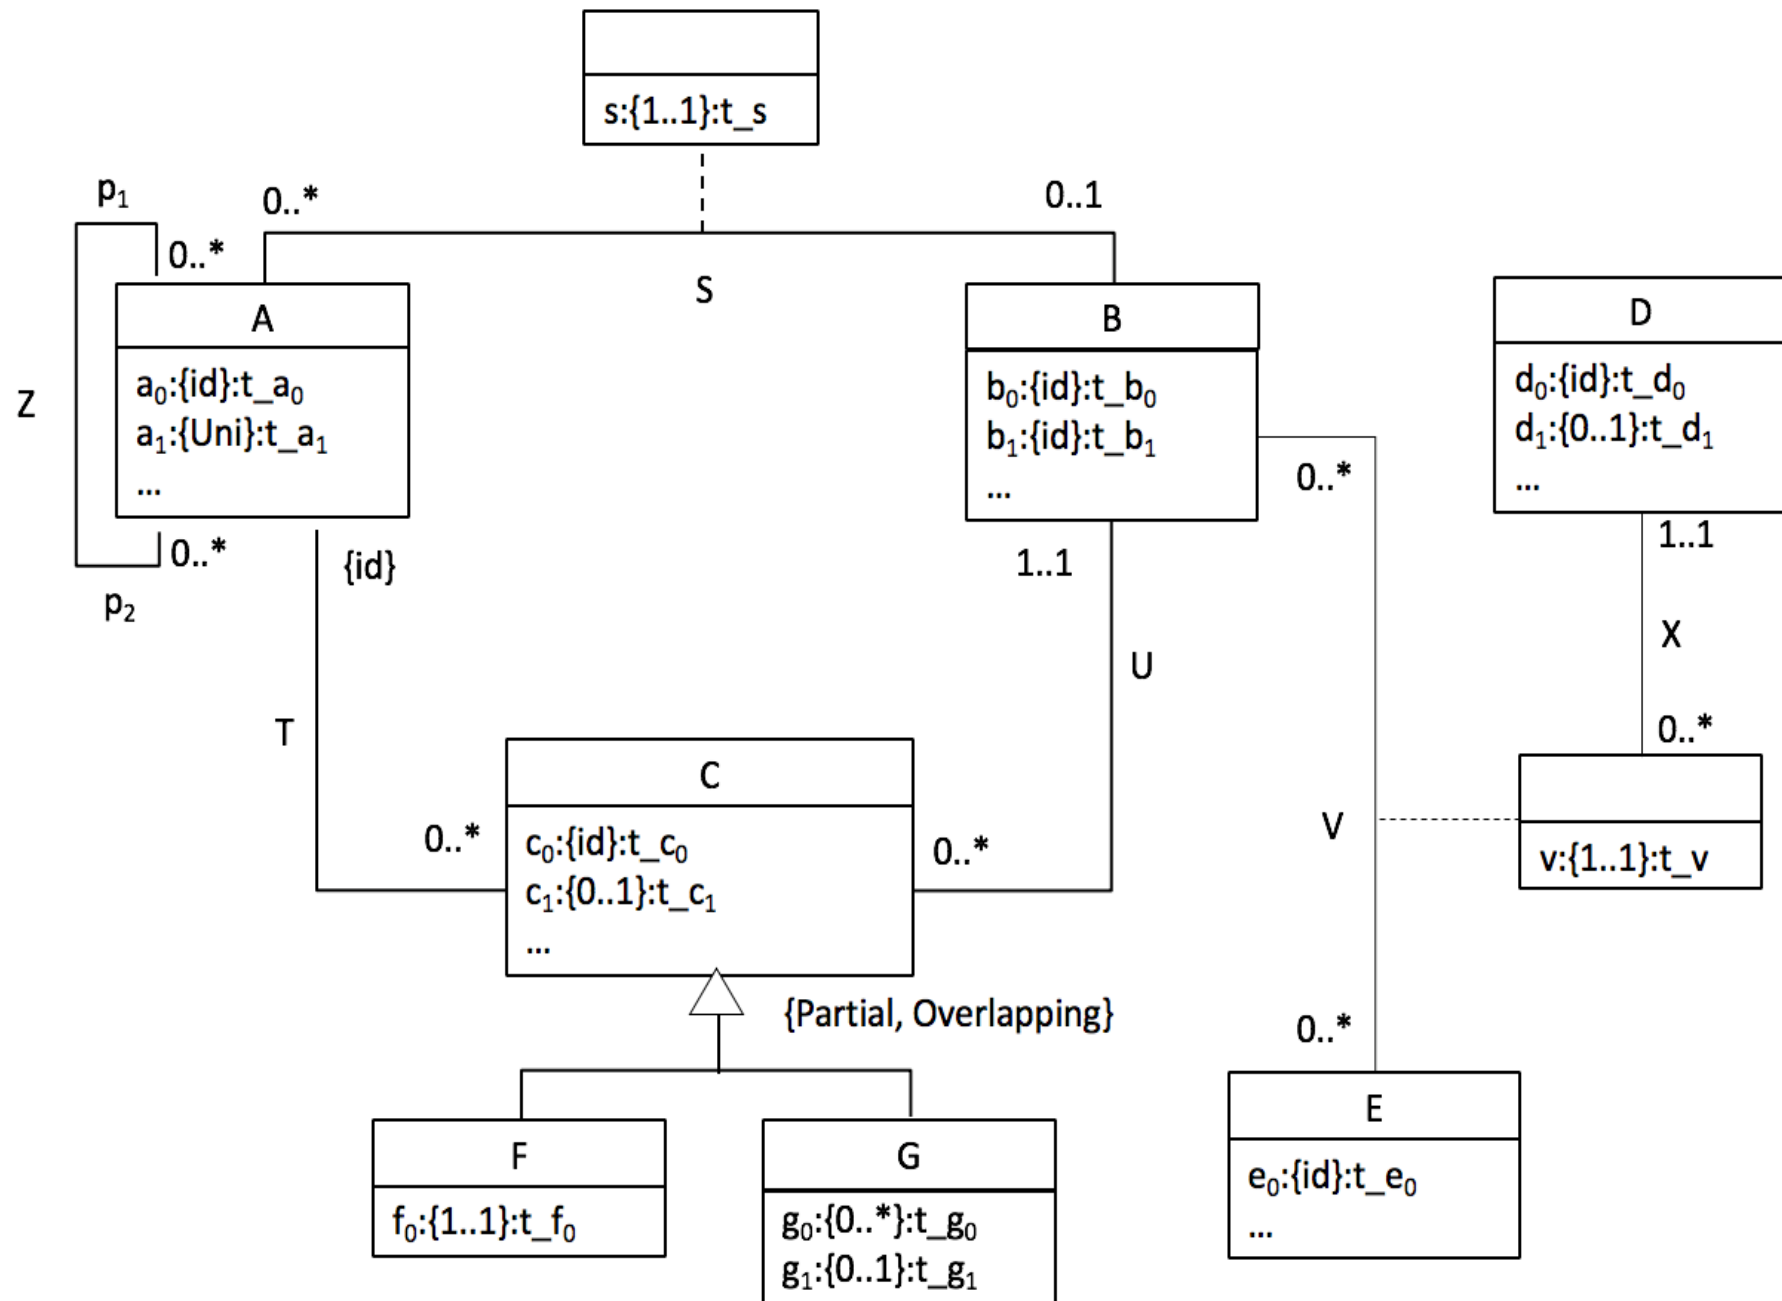 s:{1..1}:t_s
p₁
0..*
0..1
0..*
S
A
a₀:{id}:t_a₀
a₁:{Uni}:t_a₁
...
B
b₀:{id}:t_b₀
b₁:{id}:t_b₁
...
D
d₀:{id}:t_d₀
d₁:{0..1}:t_d₁
...
Z
0..*
0..*
p₂
{id}
1..1
1..1
X
U
T
0..*
C
c₀:{id}:t_c₀
c₁:{0..1}:t_c₁
...
0..*
0..*
V
v:{1..1}:t_v
{Partial, Overlapping}
0..*
F
f₀:{1..1}:t_f₀
G
g₀:{0..*}:t_g₀
g₁:{0..1}:t_g₁
E
e₀:{id}:t_e₀
...